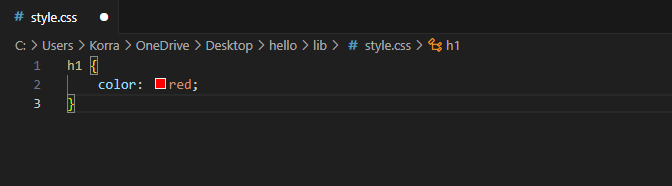 # style.css
C: > Users > Korra > OneDrive > Desktop > hello > lib > # style.css > h1
1 h1 {
2 color: red;
3 }